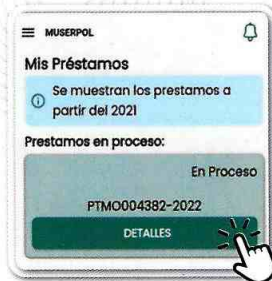 MUSERPOL
Mis Préstamos
Se muestran los prestamos a
partir del 2021
Prestamos en proceso:
En Proceso
PTMO004382-2022
DETALLES